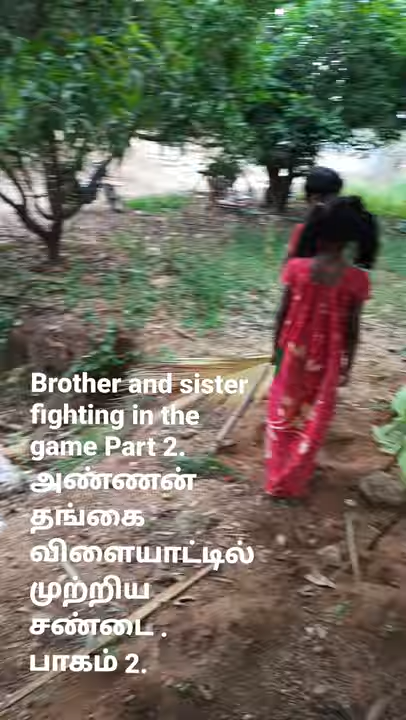 Brother and sister
fighting in the
game Part 2.
அண்ணன்
தங்கை
விளையாட்டில்
முற்றிய
சண்டை .
பாகம் 2.